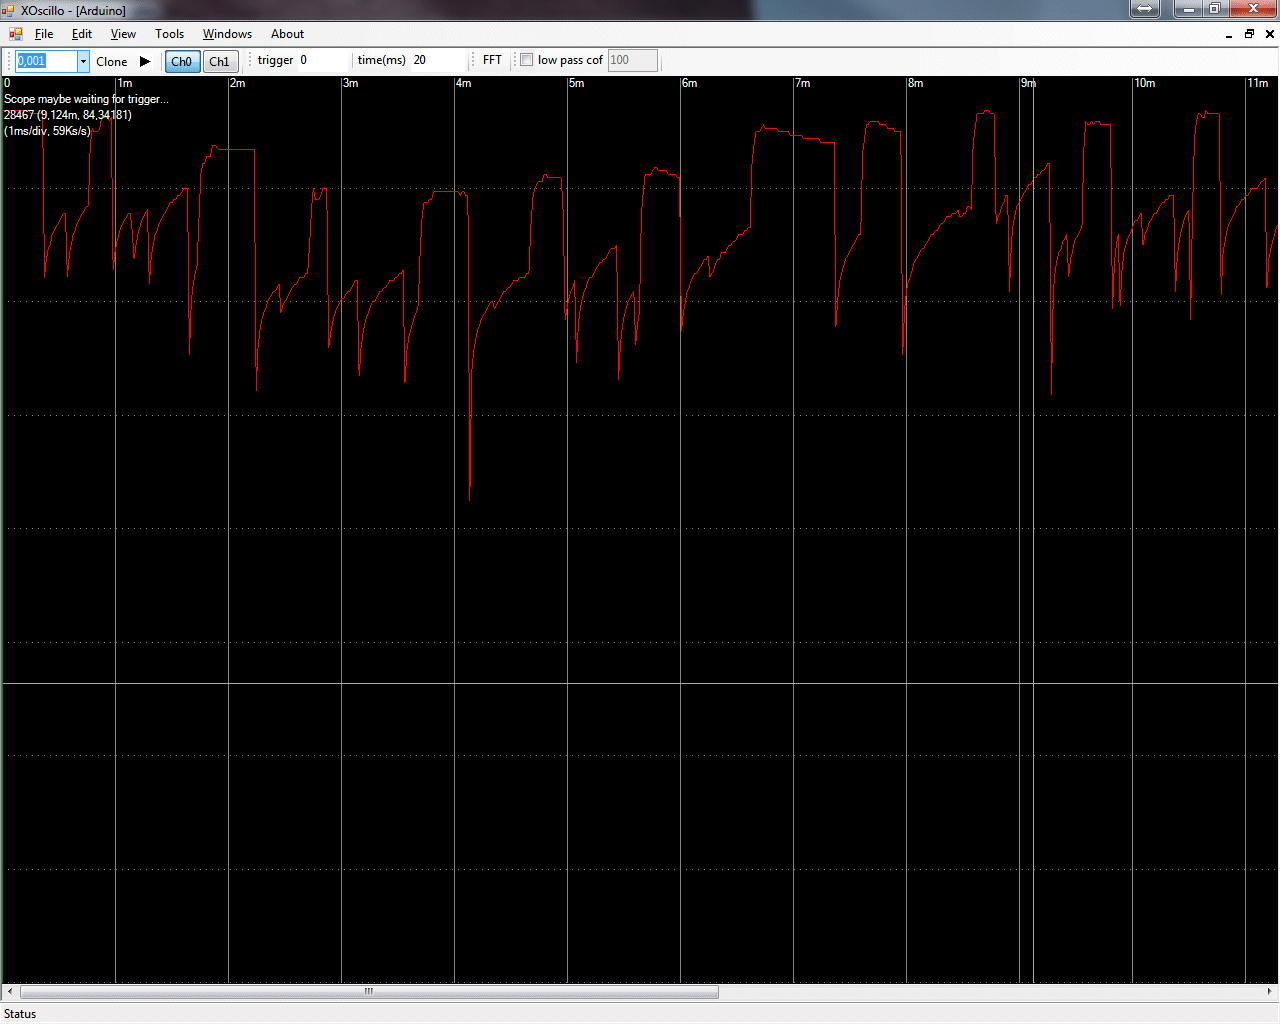 XOscillo - [Arduino]
File Edit View Tools Windows About
0,001 Clone Ch0 Ch1 trigger 0 time(ms) 20 FFT low pass cof 100
0 1m 2m 3m 4m 5m 6m 7m 8m 9m 10m 11m
Scope maybe waiting for trigger...
28467 (9,124m, 84,34181)
(1ms/div, 59Ks/s)
Status